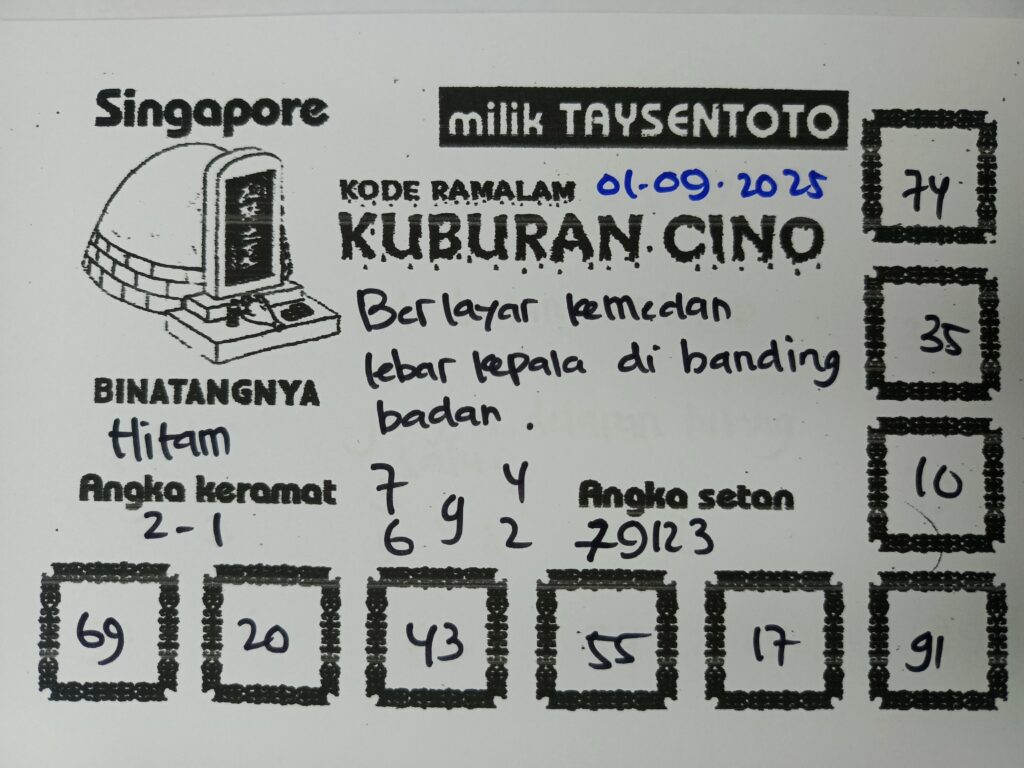 Singapore
milik TAYSENTOTO
KODE RAMALAM 01-09-2025
KUBURAN CINO
Berlayar kemedan
lebar kepala di banding
badan.
BINATANGNYA
Hitam
Angka keramat
2-1
7 4
9
6 2
Angka setan
79123
74
35
10
69 20 43 55 17 91